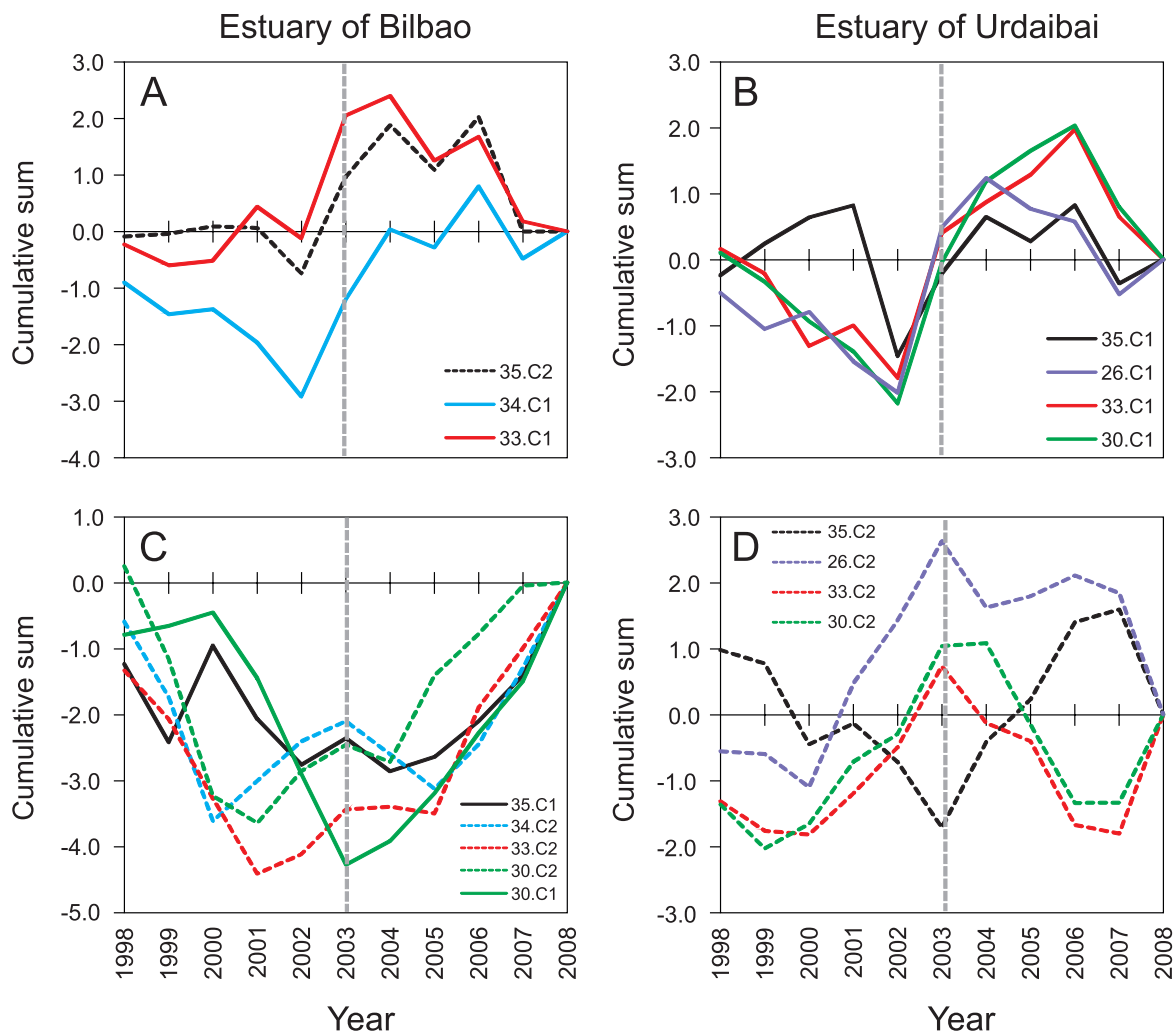 Estuary of Bilbao
Estuary of Urdaibai
A
Cumulative sum
3.0
2.0
1.0
0.0
-1.0
-2.0
-3.0
-4.0
35.C2
34.C1
33.C1
B
Cumulative sum
3.0
2.0
1.0
0.0
-1.0
-2.0
-3.0
35.C1
26.C1
33.C1
30.C1
C
Cumulative sum
1.0
0.0
-1.0
-2.0
-3.0
-4.0
-5.0
35.C1
34.C2
33.C2
30.C2
30.C1
1998 1999 2000 2001 2002 2003 2004 2005 2006 2007 2008
Year
D
Cumulative sum
3.0
2.0
1.0
0.0
-1.0
-2.0
-3.0
35.C2
26.C2
33.C2
30.C2
1998 1999 2000 2001 2002 2003 2004 2005 2006 2007 2008
Year